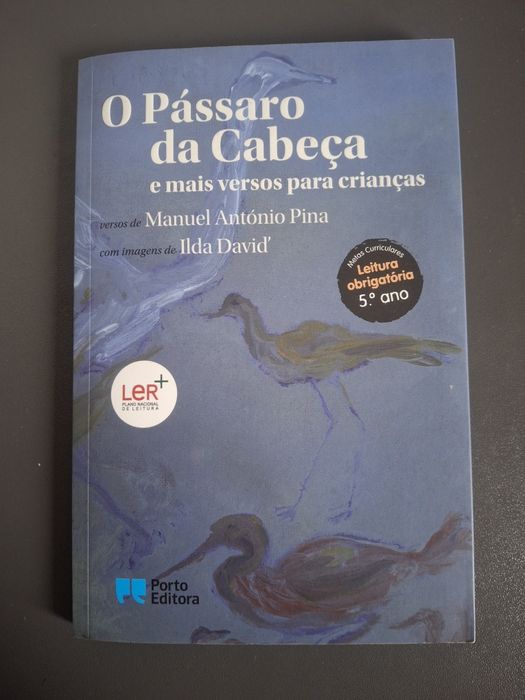 O Pássaro
da Cabeça
e mais versos para crianças
versos de Manuel António Pina
com imagens de Ilda David'
Metas Curriculares
Leitura
obrigatória
5.º ano
LeR+
PLANO NACIONAL
DE LEITURA
Porto
Editora